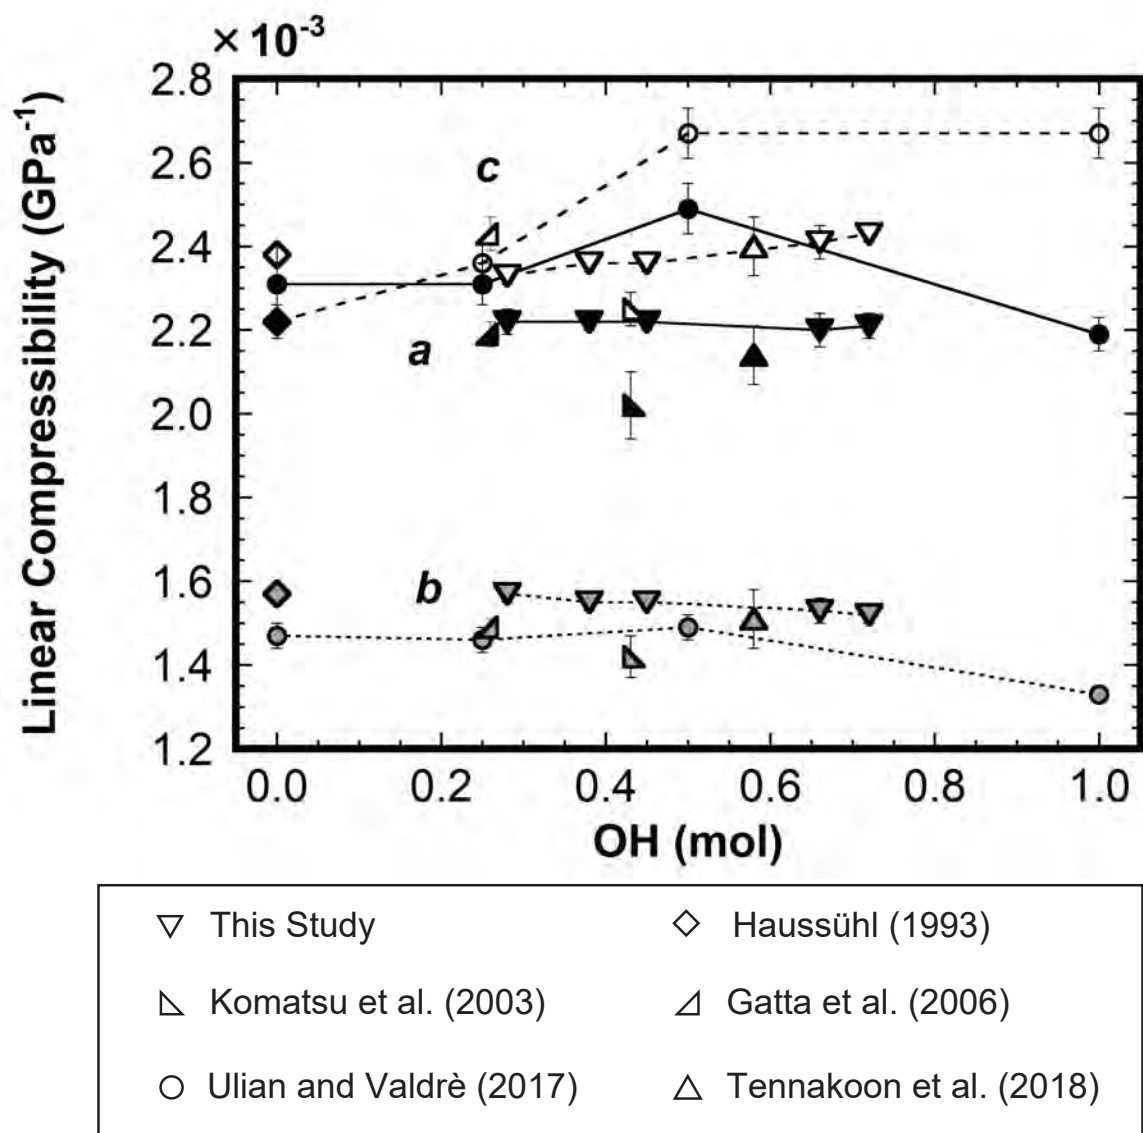 × 10-3
2.8
2.6
2.4
2.2
2.0
1.8
1.6
1.4
1.2
Linear Compressibility (GPa-1)
c
a
b
0.0 0.2 0.4 0.6 0.8 1.0
OH (mol)
This Study
Haussühl (1993)
Komatsu et al. (2003)
Gatta et al. (2006)
Ulian and Valdrè (2017)
Tennakoon et al. (2018)